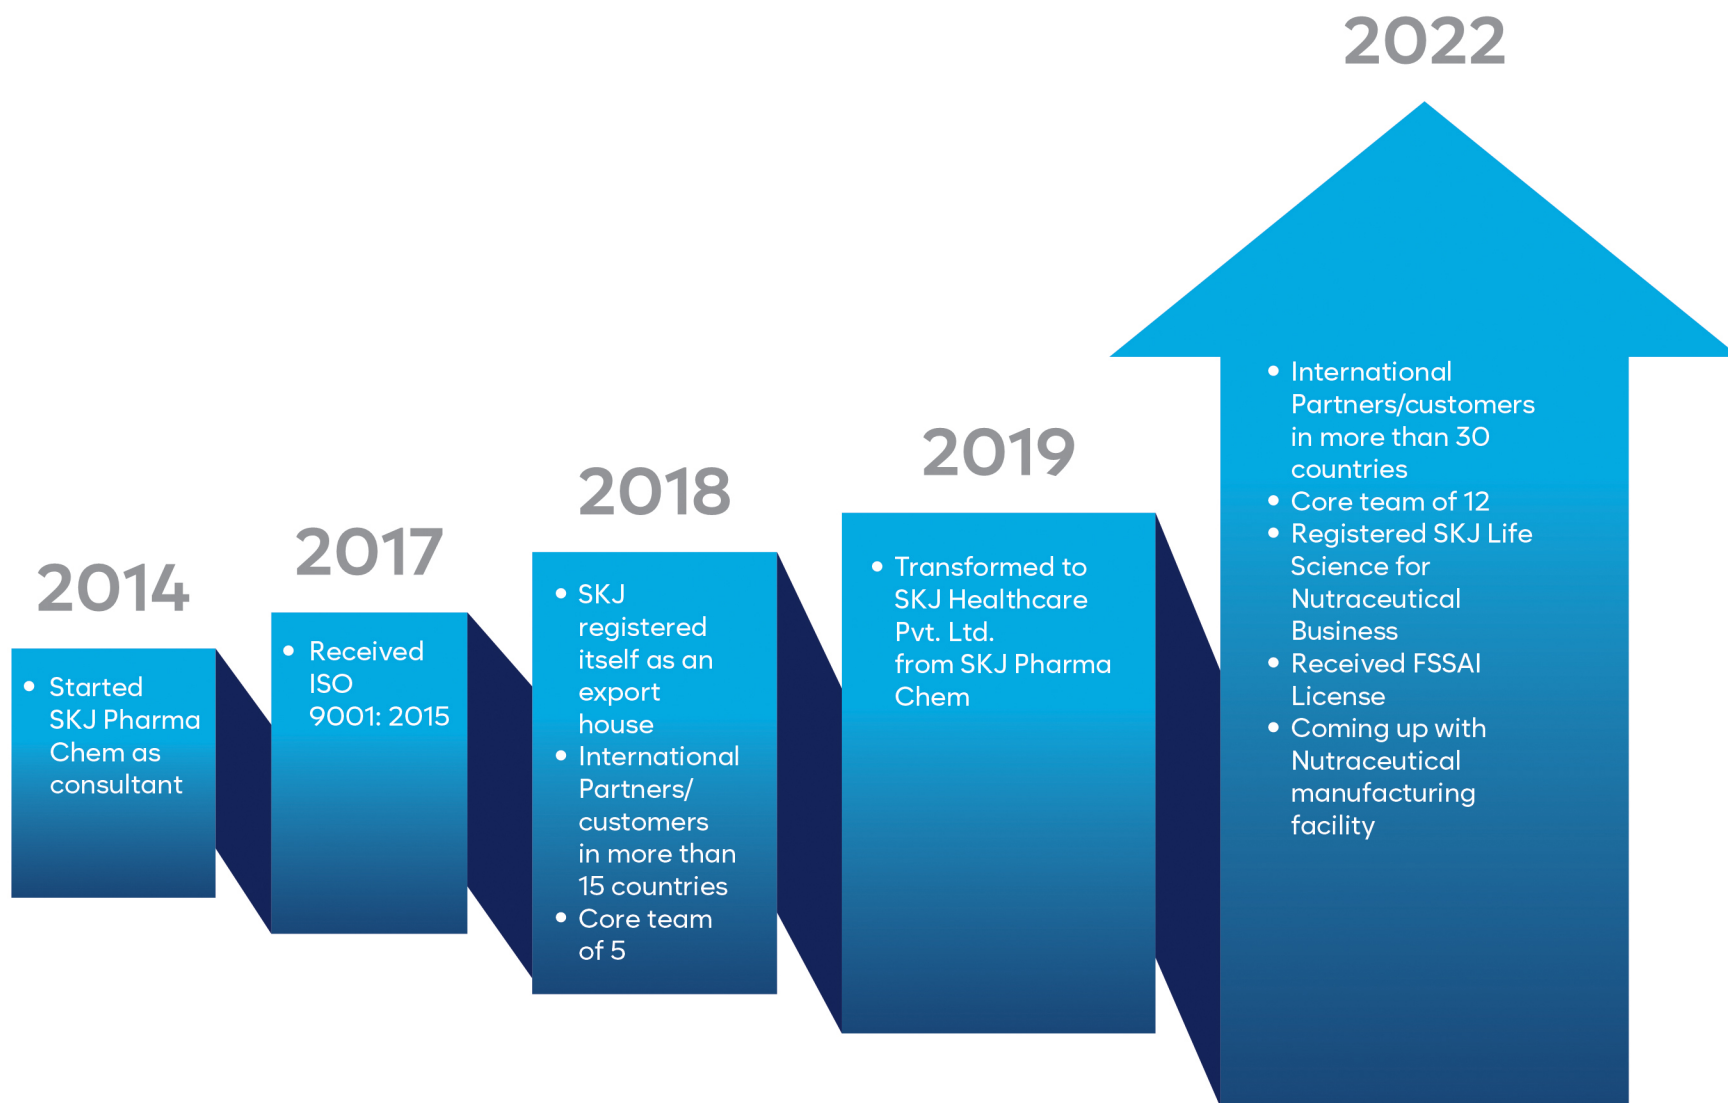 2014
• Started
SKJ Pharma
Chem as
consultant
2017
• Received
ISO
9001: 2015
2018
• SKJ
registered
itself as an
export
house
• International
Partners/
customers
in more than
15 countries
• Core team
of 5
2019
• Transformed to
SKJ Healthcare
Pvt. Ltd.
from SKJ Pharma
Chem
2022
• International
Partners/customers
in more than 30
countries
• Core team of 12
• Registered SKJ Life
Science for
Nutraceutical
Business
• Received FSSAI
License
• Coming up with
Nutraceutical
manufacturing
facility